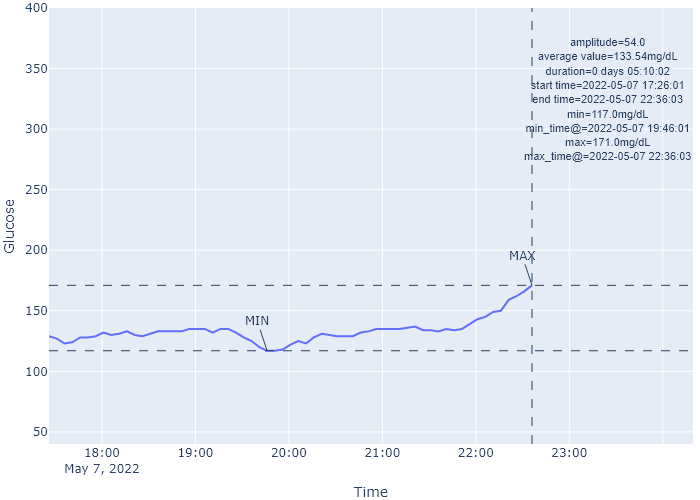 400
350
300
250
200
150
100
50
Glucose
amplitude=54.0
average value=133.54mg/dL
duration=0 days 05:10:02
start time=2022-05-07 17:26:01
end time=2022-05-07 22:36:03
min=117.0mg/dL
min_time@=2022-05-07 19:46:01
max=171.0mg/dL
max_time@=2022-05-07 22:36:03
MAX
MIN
18:00 19:00 20:00 21:00 22:00 23:00
May 7, 2022
Time